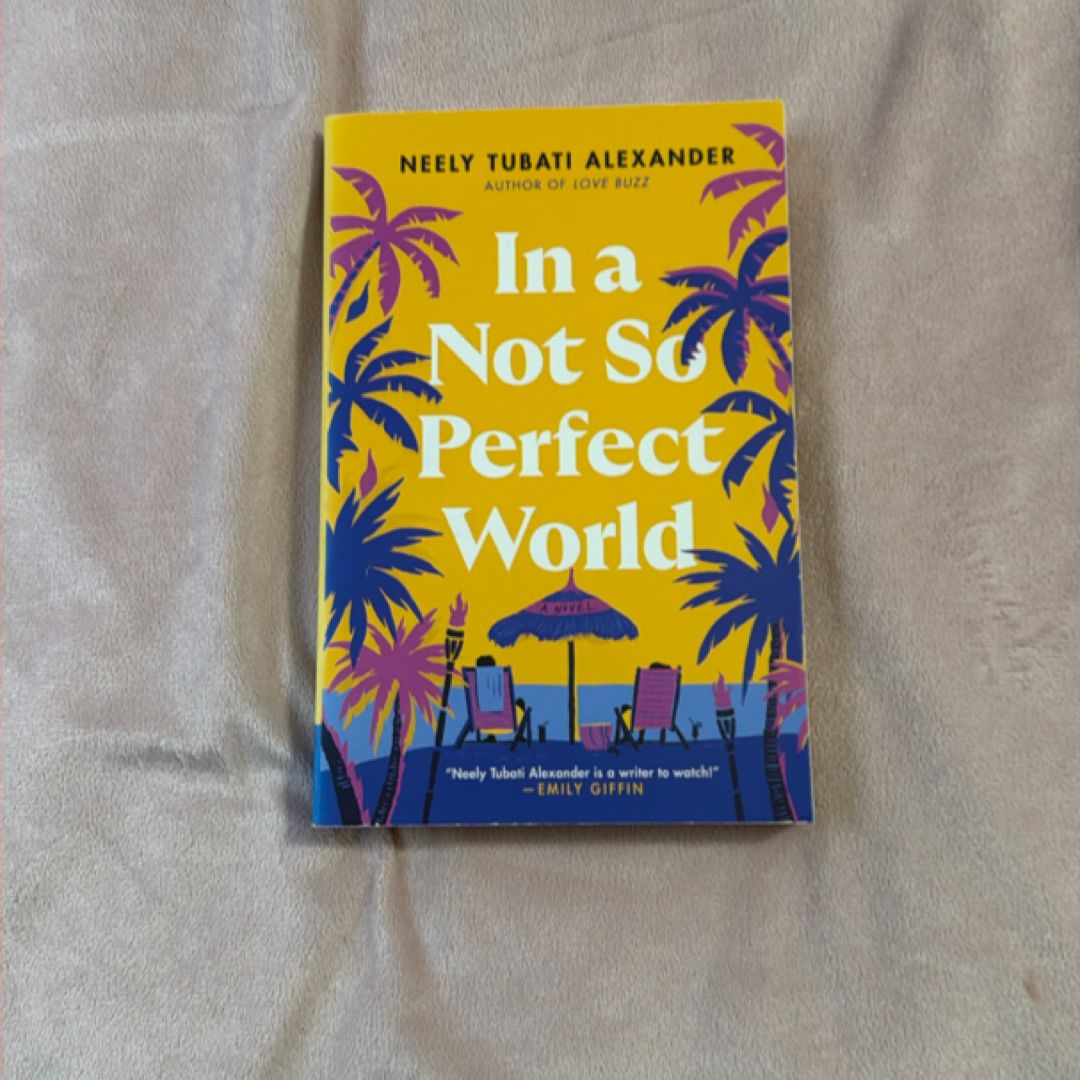 NEELY TUBATI ALEXANDER
AUTHOR OF LOVE BUZZ
In a
Not So
Perfect
World
A NOVEL
"Neely Tubati Alexander is a writer to watch!"
—EMILY GIFFIN